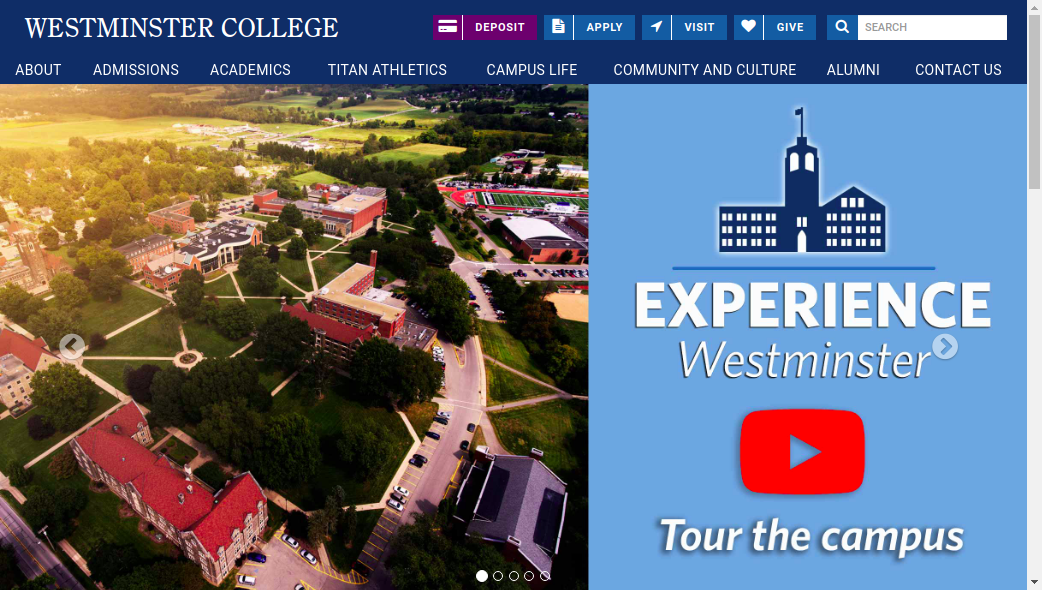 WESTMINSTER COLLEGE
DEPOSIT
APPLY
VISIT
GIVE
SEARCH
ABOUT
ADMISSIONS
ACADEMICS
TITAN ATHLETICS
CAMPUS LIFE
COMMUNITY AND CULTURE
ALUMNI
CONTACT US
EXPERIENCE
Westminster
Tour the campus